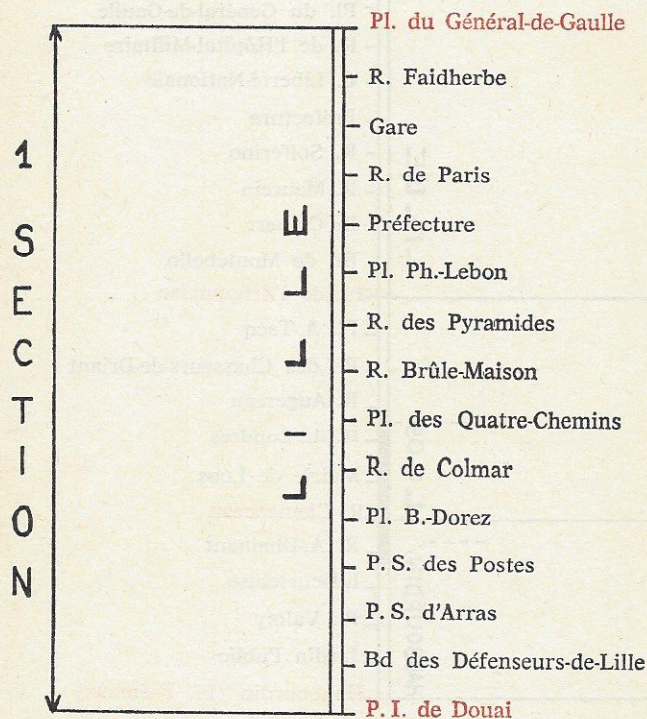 1 SECTION
LILLE
Pl. du Général-de-Gaulle
R. Faidherbe
Gare
R. de Paris
Préfecture
Pl. Ph.-Lebon
R. des Pyramides
R. Brûle-Maison
Pl. des Quatre-Chemins
R. de Colmar
Pl. B.-Dorez
P. S. des Postes
P. S. d'Arras
Bd des Défenseurs-de-Lille
P. I. de Douai